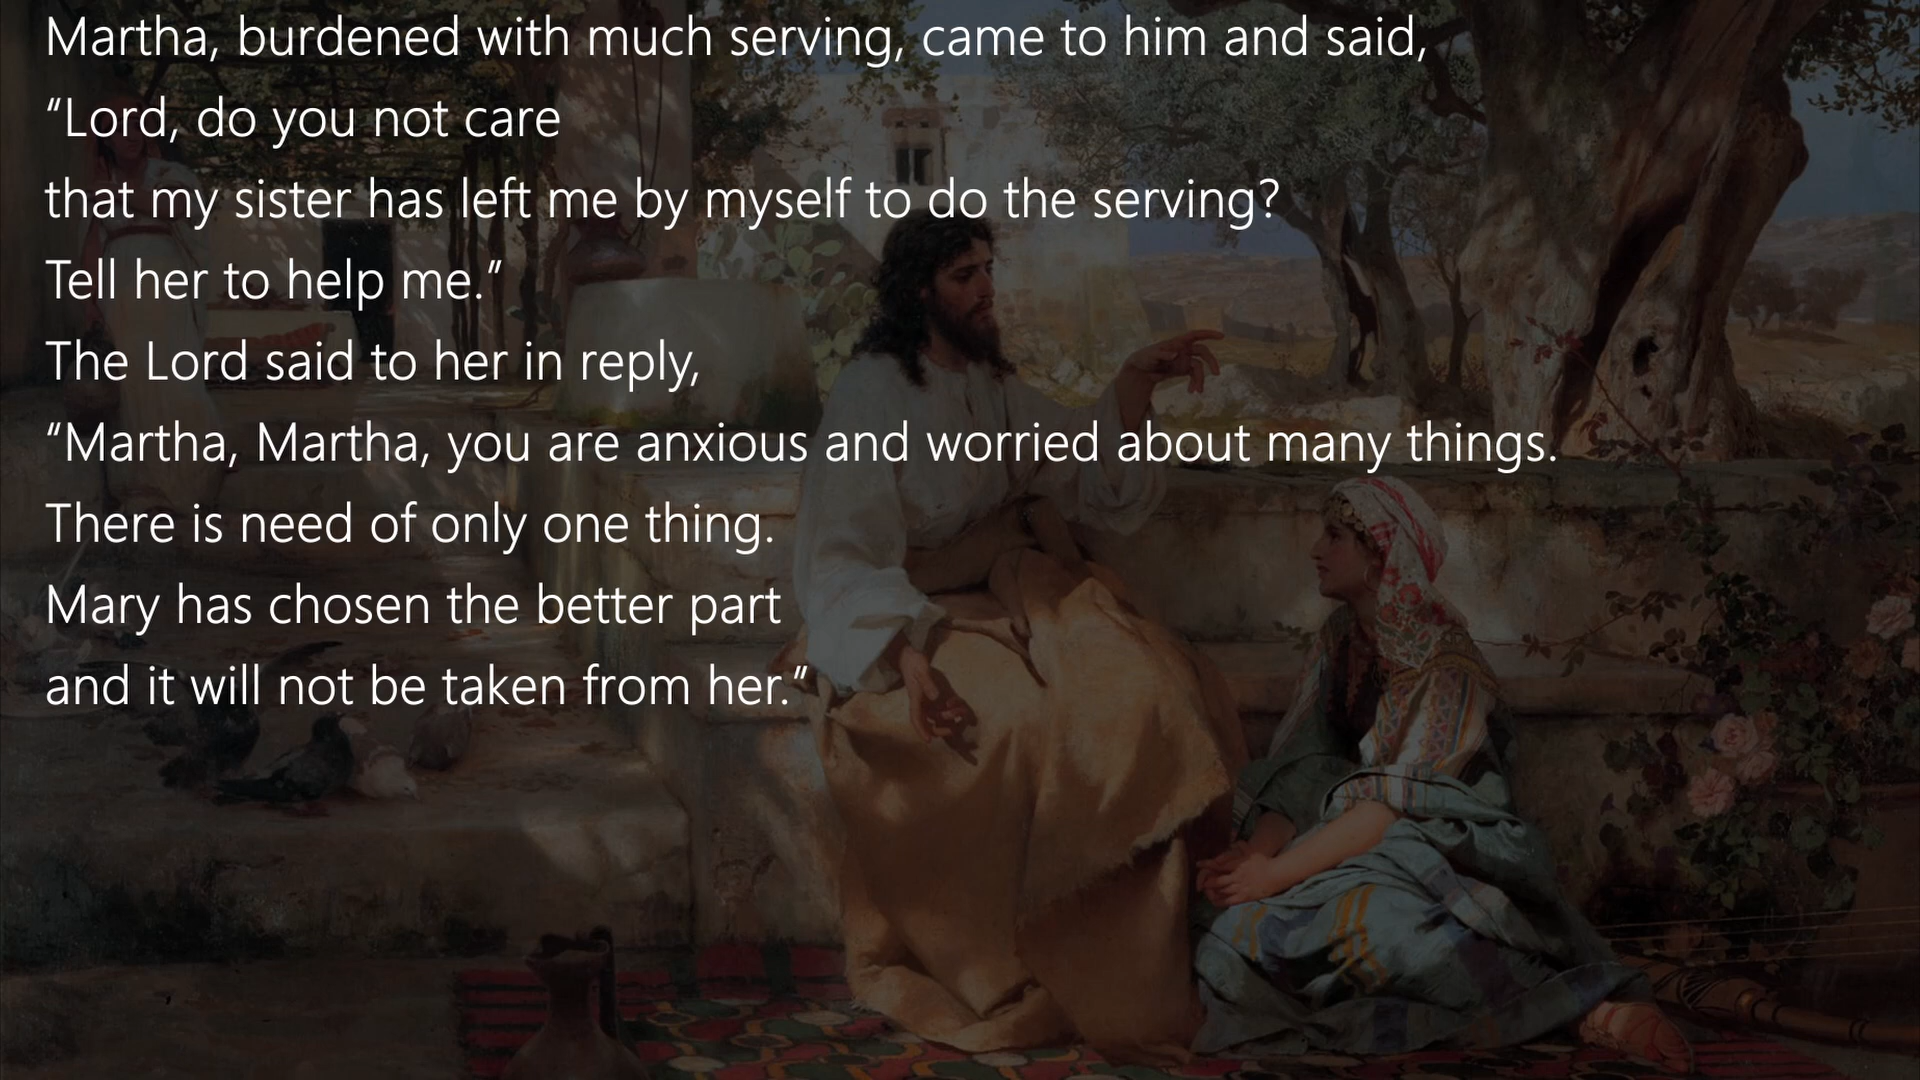 Martha, burdened with much serving, came to him and said,
“Lord, do you not care
that my sister has left me by myself to do the serving?
Tell her to help me.”
The Lord said to her in reply,
“Martha, Martha, you are anxious and worried about many things.
There is need of only one thing.
Mary has chosen the better part
and it will not be taken from her.”